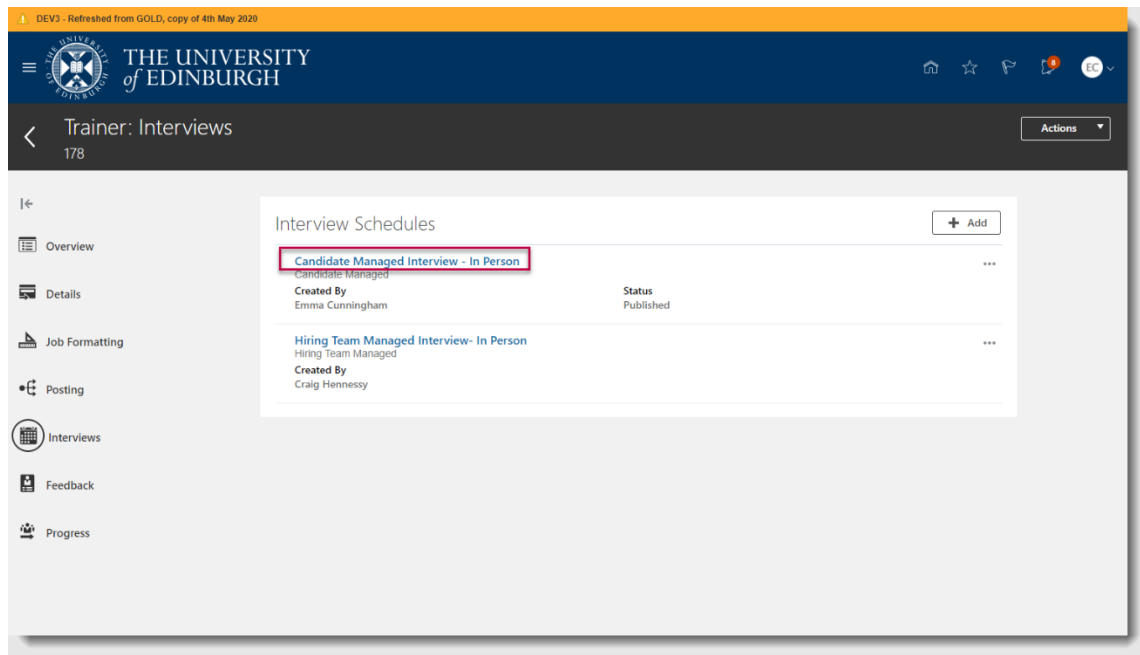 DEV3 - Refreshed from GOLD, copy of 4th May 2020
THE UNIVERSITY
of EDINBURGH
8
EC
Trainer: Interviews
178
Actions
Overview
Details
Job Formatting
Posting
Interviews
Feedback
Progress
Interview Schedules
+ Add
Candidate Managed Interview - In Person
Candidate Managed
Created By
Emma Cunningham
Status
Published
Hiring Team Managed Interview- In Person
Hiring Team Managed
Created By
Craig Hennessy